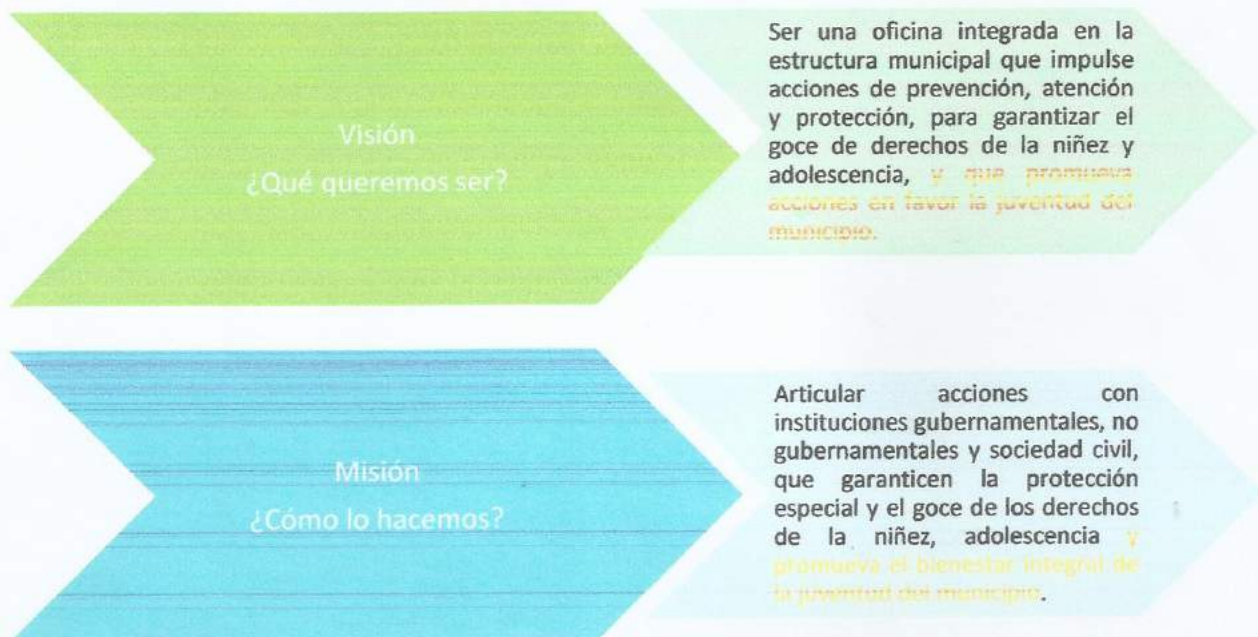 Visión
¿Qué queremos ser?
Ser una oficina integrada en la
estructura municipal que impulse
acciones de prevención, atención
y protección, para garantizar el
goce de derechos de la niñez y
adolescencia, y que promueva
acciones en favor la juventud del
municipio.
Misión
¿Cómo lo hacemos?
Articular acciones con
instituciones gubernamentales, no
gubernamentales y sociedad civil,
que garanticen la protección
especial y el goce de los derechos
de la niñez, adolescencia y
promueva el bienestar integral de
la juventud del municipio.